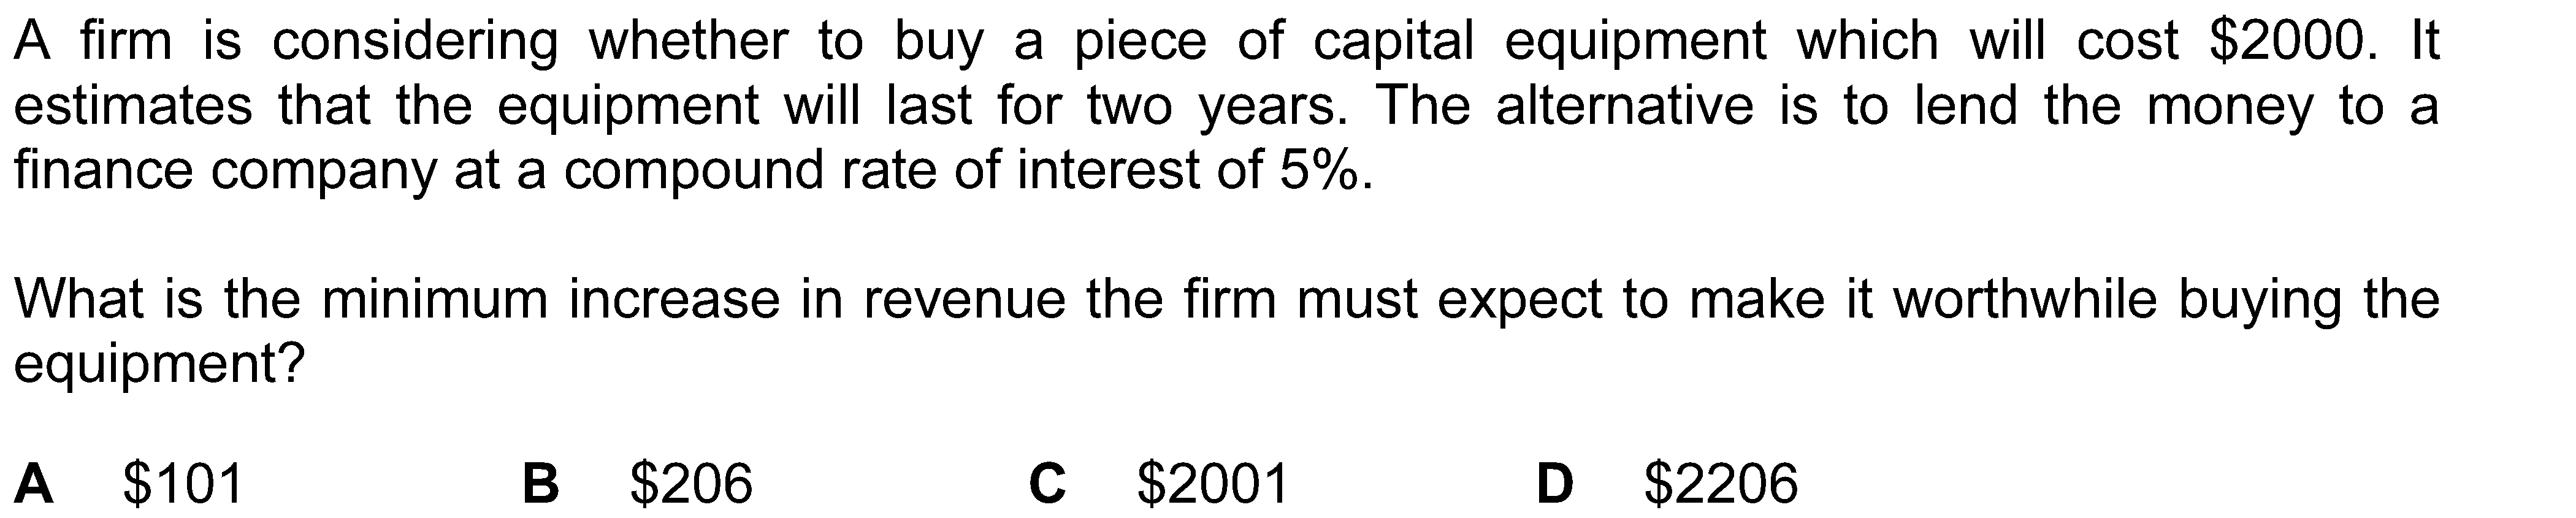 A firm is considering whether to buy a piece of capital equipment which will cost $2000. It
estimates that the equipment will last for two years. The alternative is to lend the money to a
finance company at a compound rate of interest of 5%.
What is the minimum increase in revenue the firm must expect to make it worthwhile buying the
equipment?
A $101 B $206 C $2001 D $2206